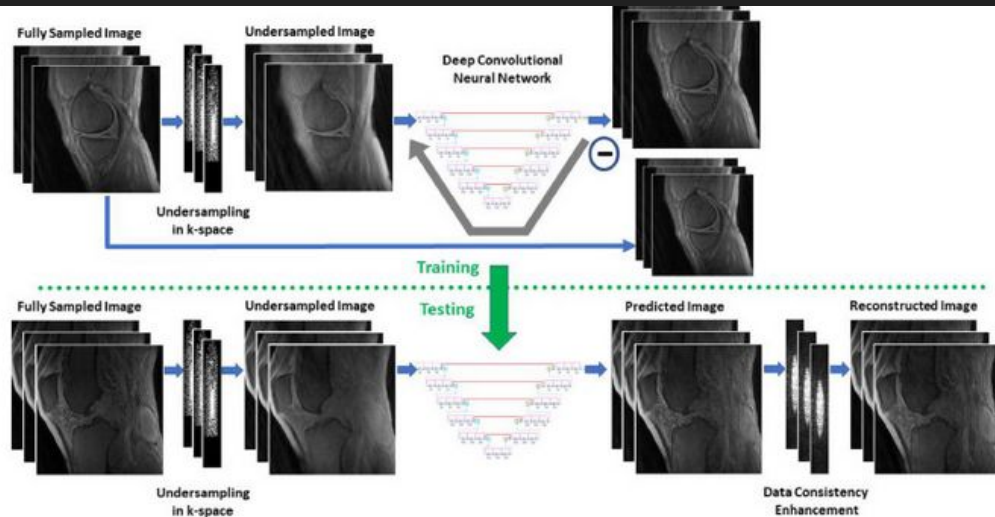 Fully Sampled Image
Undersampled Image
Deep Convolutional
Neural Network
Undersampling
in k-space
Training
Testing
Fully Sampled Image
Undersampled Image
Predicted Image
Reconstructed Image
Undersampling
in k-space
Data Consistency
Enhancement